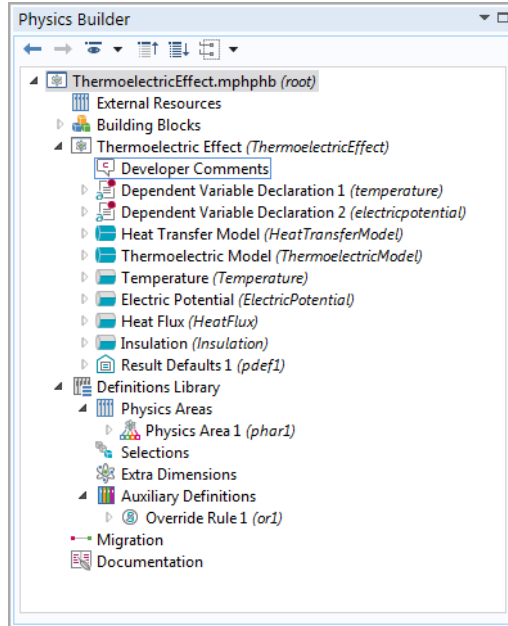 Physics Builder
ThermoelectricEffect.mphphb (root)
External Resources
Building Blocks
Thermoelectric Effect (ThermoelectricEffect)
Developer Comments
Dependent Variable Declaration 1 (temperature)
Dependent Variable Declaration 2 (electricpotential)
Heat Transfer Model (HeatTransferModel)
Thermoelectric Model (ThermoelectricModel)
Temperature (Temperature)
Electric Potential (ElectricPotential)
Heat Flux (HeatFlux)
Insulation (Insulation)
Result Defaults 1 (pdef1)
Definitions Library
Physics Areas
Physics Area 1 (phar1)
Selections
Extra Dimensions
Auxiliary Definitions
Override Rule 1 (or1)
Migration
Documentation